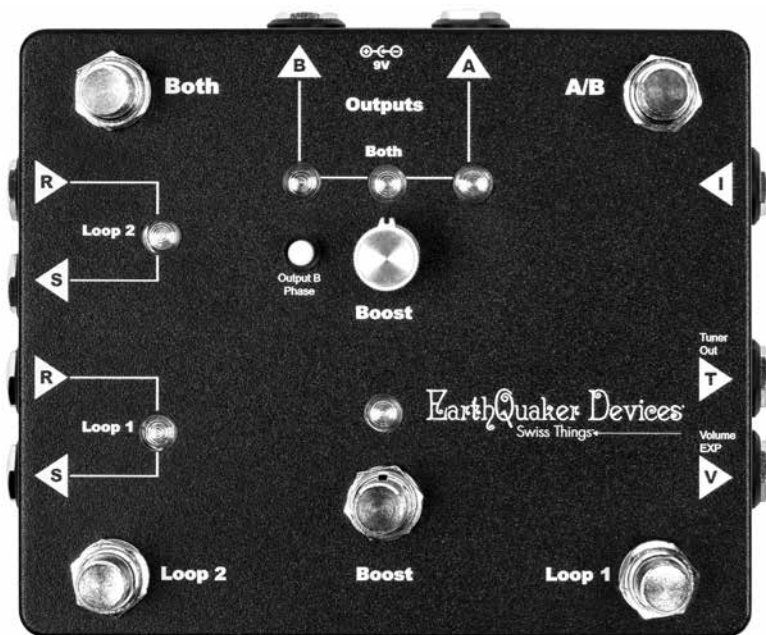 B
9V
A
Both
Outputs
A/B
Both
R
I
Loop 2
S
Output B
Phase
Boost
Tuner
Out
R
T
EarthQuaker Devices
Loop 1
Swiss Things
Volume
EXP
S
V
Loop 2
Boost
Loop 1